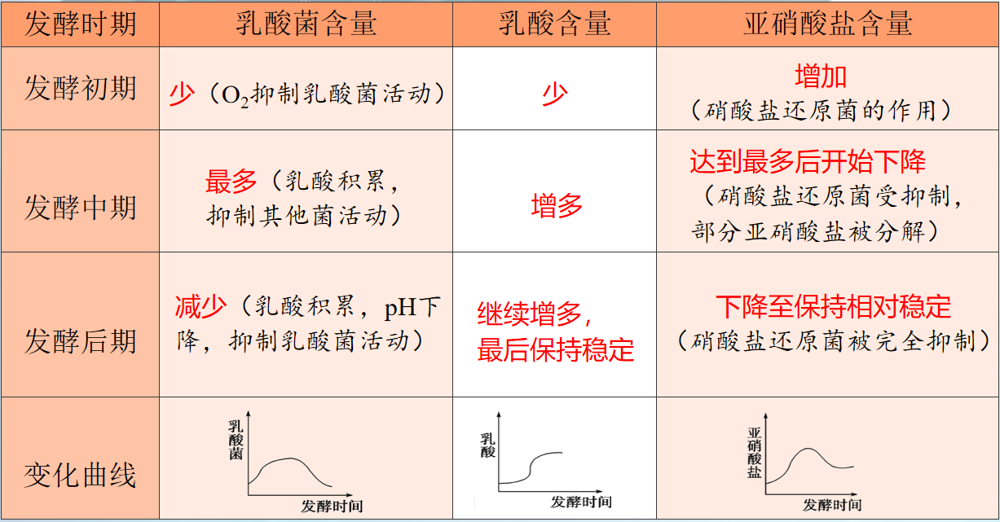 发酵时期 乳酸菌含量 乳酸含量 亚硝酸盐含量
发酵初期
少（O₂抑制乳酸菌活动）
少
增加
（硝酸盐还原菌的作用）
发酵中期
最多（乳酸积累，
抑制其他菌活动）
增多
达到最多后开始下降
（硝酸盐还原菌受抑制，
部分亚硝酸盐被分解）
发酵后期
减少（乳酸积累，pH下
降，抑制乳酸菌活动）
继续增多，
最后保持稳定
下降至保持相对稳定
（硝酸盐还原菌被完全抑制）
变化曲线
乳酸菌
发酵时间
乳酸
发酵时间
亚硝酸盐
发酵时间